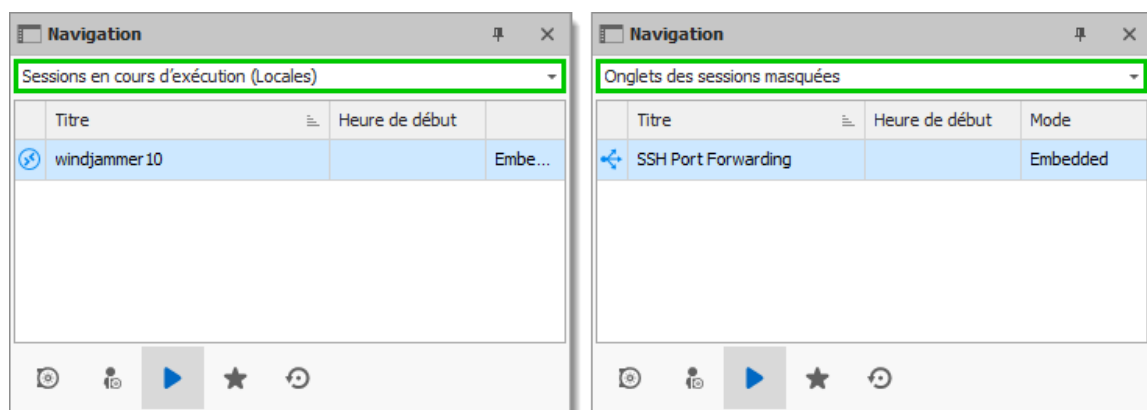 Navigation
Sessions en cours d'exécution (Locales)
Titre Heure de début
windjammer10 Embe...
Navigation
Onglets des sessions masquées
Titre Heure de début Mode
SSH Port Forwarding Embedded